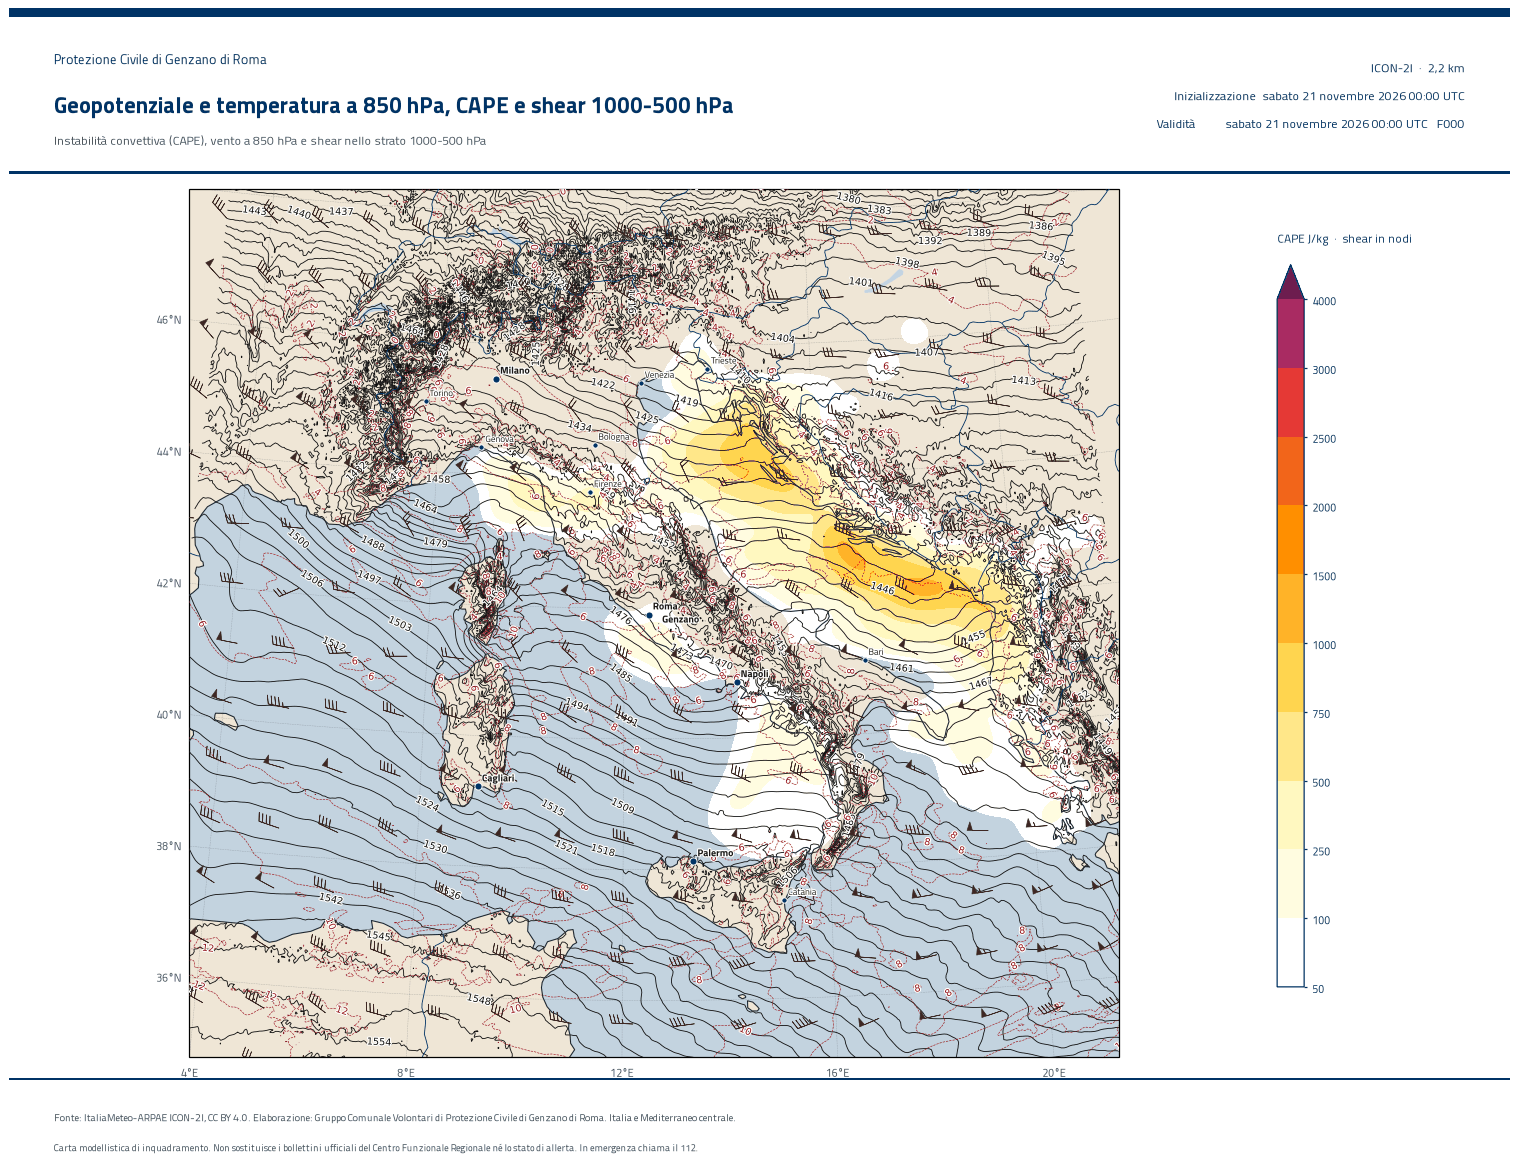 Protezione Civile di Genzano di Roma
Geopotenziale e temperatura a 850 hPa, CAPE e shear 1000-500 hPa
Instabilità convettiva (CAPE), vento a 850 hPa e shear nello strato 1000-500 hPa
ICON-2I · 2,2 km
Inizializzazione sabato 21 novembre 2026 00:00 UTC
Validità sabato 21 novembre 2026 00:00 UTC F000
CAPE J/kg · shear in nodi
4000
3000
2500
2000
1500
1000
750
500
250
100
50
46°N
44°N
42°N
40°N
38°N
36°N
4°E
8°E
12°E
16°E
20°E
Milano
Torino
Venezia
Trieste
Genova
Bologna
Firenze
Roma
Genzano
Napoli
Bari
Cagliari
Palermo
Catania
1443
1440
1437
1380
1383
1386
1389
1392
1395
1398
1401
1404
1407
1413
1416
1419
1422
1425
1434
1458
1464
1479
1488
1500
1497
1506
1503
1512
1476
1470
1485
1494
1491
1446
1455
1461
1467
1524
1515
1509
1530
1521
1518
1536
1542
1545
1548
1554
Fonte: ItaliaMeteo-ARPAE ICON-2I, CC BY 4.0. Elaborazione: Gruppo Comunale Volontari di Protezione Civile di Genzano di Roma. Italia e Mediterraneo centrale.
Carta modellistica di inquadramento. Non sostituisce i bollettini ufficiali del Centro Funzionale Regionale né lo stato di allerta. In emergenza chiama il 112.